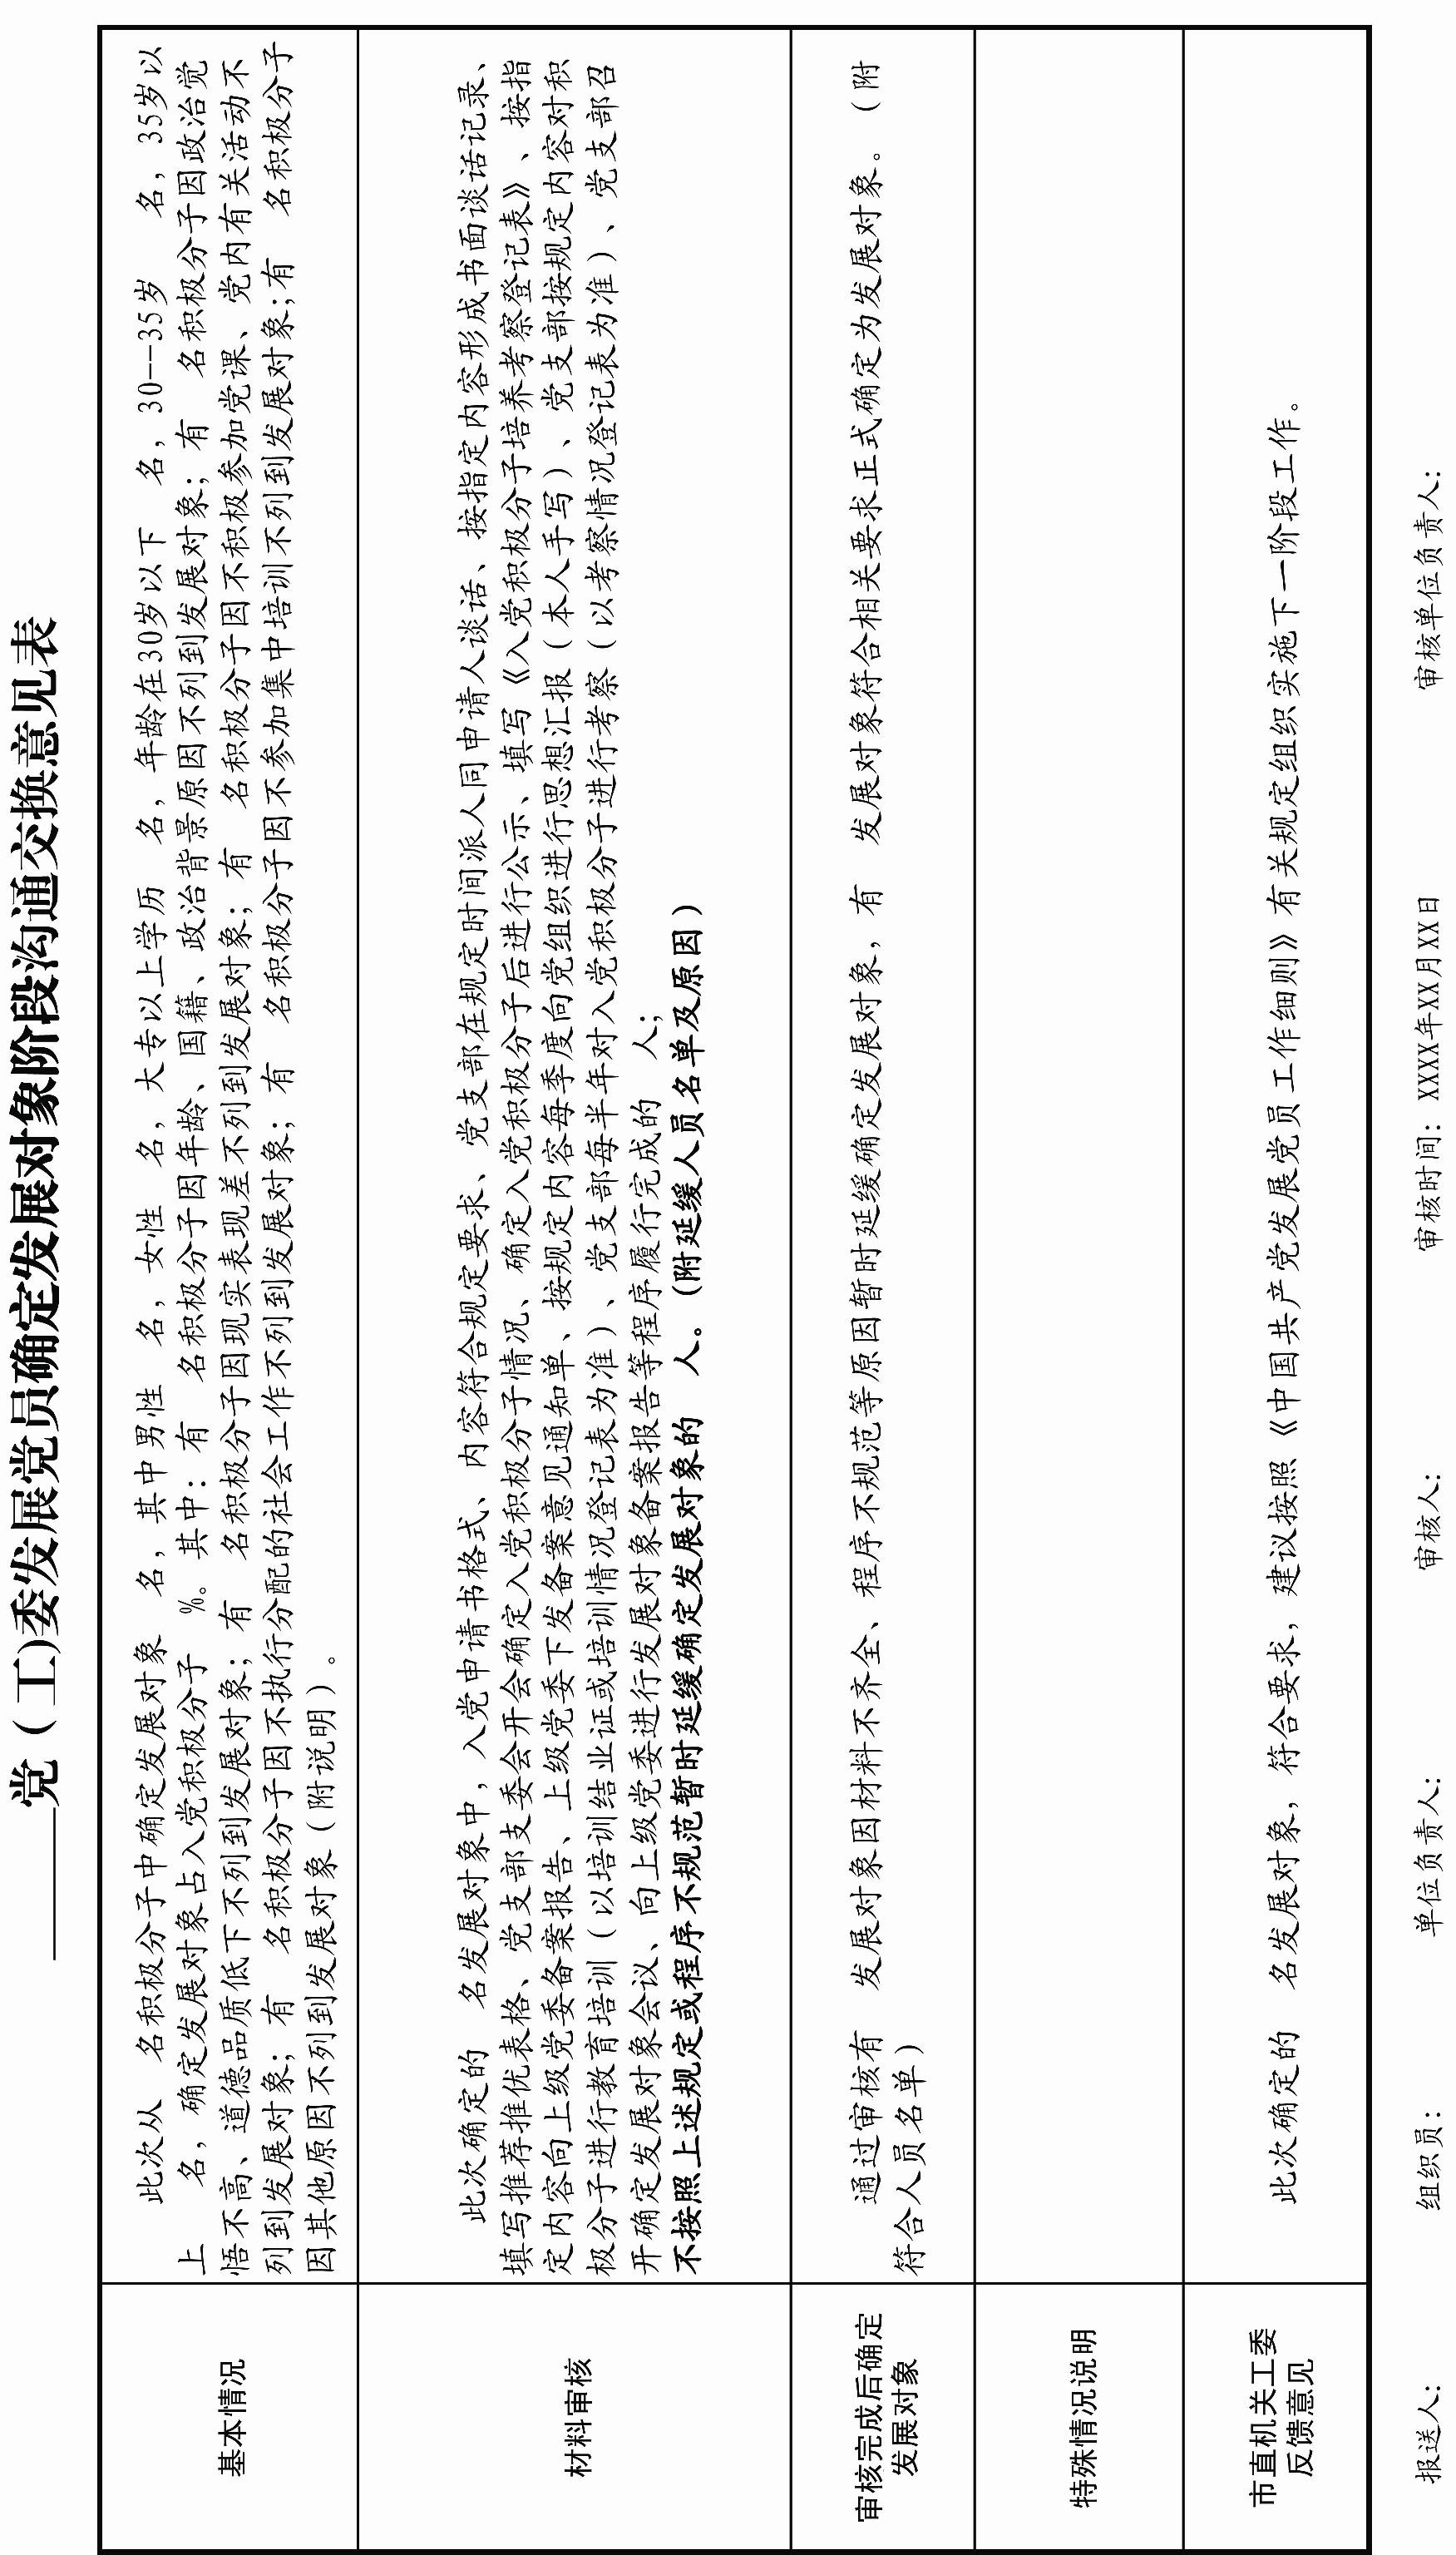 党（工)委发展党员确定发展对象阶段沟通交换意见表
基本情况
此次从 名积极分子中确定发展对象 名，其中男性 名，女性 名，大专以上学历 名，年龄在30岁以下 名，30--35岁 名，35岁以
上 名，确定发展对象占入党积极分子 %。其中：有 名积极分子因年龄、国籍、政治背景原因不列到发展对象；有 名积极分子因政治觉
悟不高、道德品质低下不列到发展对象；有 名积极分子因现实表现差不列到发展对象；有 名积极分子因不积极参加党课、党内有关活动不
列到发展对象；有 名积极分子因不执行分配的社会工作不列到发展对象；有 名积极分子因不参加集中培训不列到发展对象;有 名积极分子
因其他原因不列到发展对象（附说明）。
材料审核
此次确定的 名发展对象中，入党申请书格式、内容符合规定要求、党支部在规定时间派人同申请人谈话、按指定内容形成书面谈话记录、
填写推荐推优表格、党支部支委会开会确定入党积极分子情况、确定入党积极分子后进行公示、填写《入党积极分子培养考察登记表》、按指
定内容向上级党委备案报告、上级党委下发备案意见通知单、按规定内容每季度向党组织进行思想汇报（本人手写）、党支部按规定内容对积
极分子进行教育培训（以培训结业证或培训情况登记表为准）、党支部每半年对入党积极分子进行考察（以考察情况登记表为准）、党支部召
开确定发展对象会议、向上级党委进行发展对象备案报告等程序履行完成的 人；
不按照上述规定或程序不规范暂时延缓确定发展对象的 人。（附延缓人员名单及原因）
审核完成后确定
发展对象
通过审核有 发展对象因材料不齐全、程序不规范等原因暂时延缓确定发展对象，有 发展对象符合相关要求正式确定为发展对象。（附
符合人员名单）
特殊情况说明
市直机关工委
反馈意见
此次确定的 名发展对象，符合要求，建议按照《中国共产党发展党员工作细则》有关规定组织实施下一阶段工作。
报送人： 组织员： 单位负责人： 审核人： 审核时间：XXXX年XX月XX日 审核单位负责人：